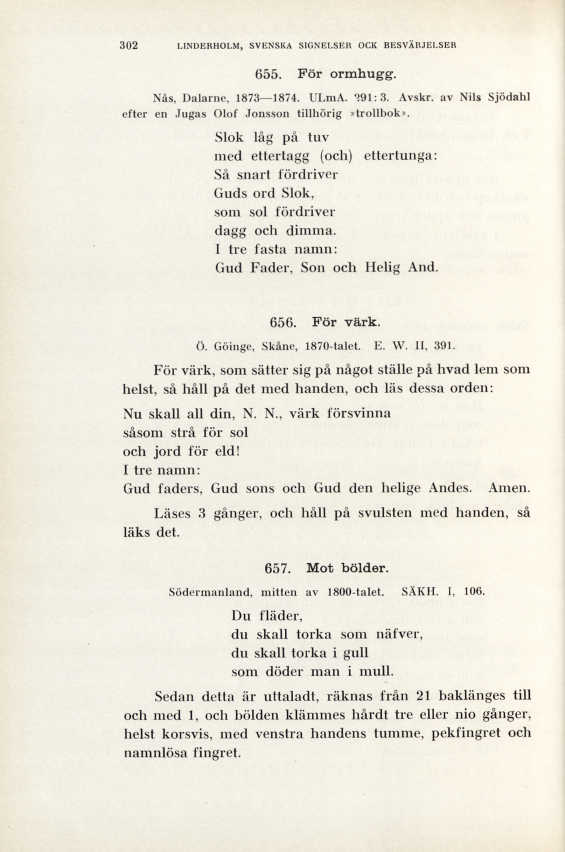 302 LINDERHOLM, SVENSKA SIGNELSER OCK BESVÄRJELSER
655. För ormhugg.
Nås, Dalarne, 1873—1874. ULmA. 291: 3. Avskr. av Nils Sjödahl
efter en Jugas Olof Jonsson tillhörig »trollbok».
Slok låg på tuv
med ettertagg (och) ettertunga:
Så snart fördriver
Guds ord Slok,
som sol fördriver
dagg och dimma.
I tre fasta namn:
Gud Fader, Son och Helig And.
656. För värk.
Ö. Göinge, Skåne, 1870-talet. E. W. II, 391.
För värk, som sätter sig på något ställe på hvad lem som
helst, så håll på det med handen, och läs dessa orden:
Nu skall all din, N. N., värk försvinna
såsom strå för sol
och jord för eld!
I tre namn:
Gud faders, Gud sons och Gud den helige Andes. Amen.
Läses 3 gånger, och håll på svulsten med handen, så
läks det.
657. Mot bölder.
Södermanland, mitten av 1800-talet. SÄKH. I, 106.
Du fläder,
du skall torka som näfver,
du skall torka i gull
som döder man i mull.
Sedan detta är uttaladt, räknas från 21 baklänges till
och med 1, och bölden klämmes hårdt tre eller nio gånger,
helst korsvis, med venstra handens tumme, pekfingret och
namnlösa fingret.